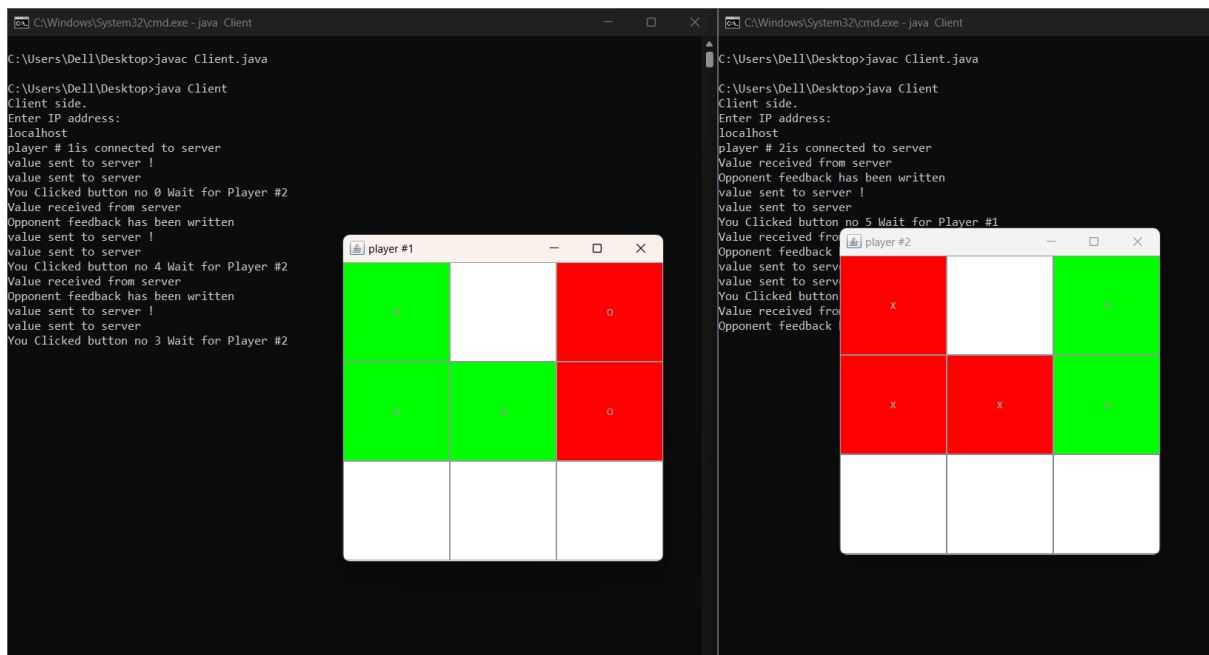 C:\Windows\System32\cmd.exe - java Client
C:\Users\Dell\Desktop>javac Client.java
C:\Users\Dell\Desktop>java Client
Client side.
Enter IP address:
localhost
player # 1is connected to server
value sent to server !
value sent to server
You Clicked button no 0 Wait for Player #2
Value received from server
Opponent feedback has been written
value sent to server !
value sent to server
You Clicked button no 4 Wait for Player #2
Value received from server
Opponent feedback has been written
value sent to server !
value sent to server
You Clicked button no 3 Wait for Player #2
player #1
X O
X X O
C:\Windows\System32\cmd.exe - java Client
C:\Users\Dell\Desktop>javac Client.java
C:\Users\Dell\Desktop>java Client
Client side.
Enter IP address:
localhost
player # 2is connected to server
Value received from server
Opponent feedback has been written
value sent to server !
value sent to server
You Clicked button no 5 Wait for Player #1
Value received fro
Opponent feedback
value sent to serv
value sent to serv
You Clicked button
Value received fro
Opponent feedback
player #2
X O
X X O